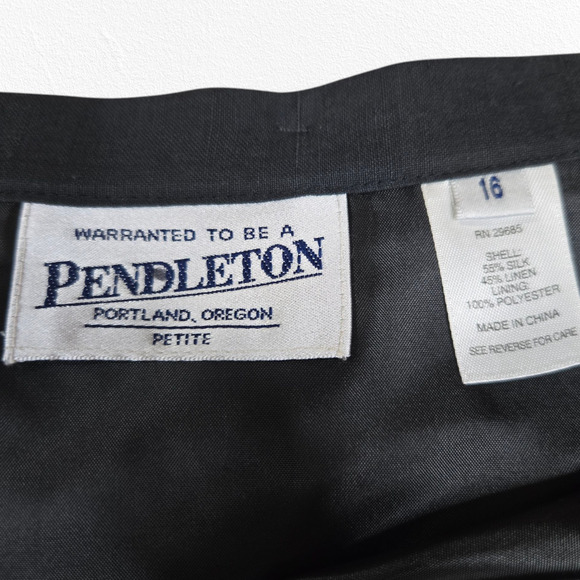 WARRANTED TO BE A
PENDLETON
PORTLAND, OREGON
PETITE
16
RN 29685
SHELL:
55% SILK
45% LINEN
LINING:
100% POLYESTER
MADE IN CHINA
SEE REVERSE FOR CARE